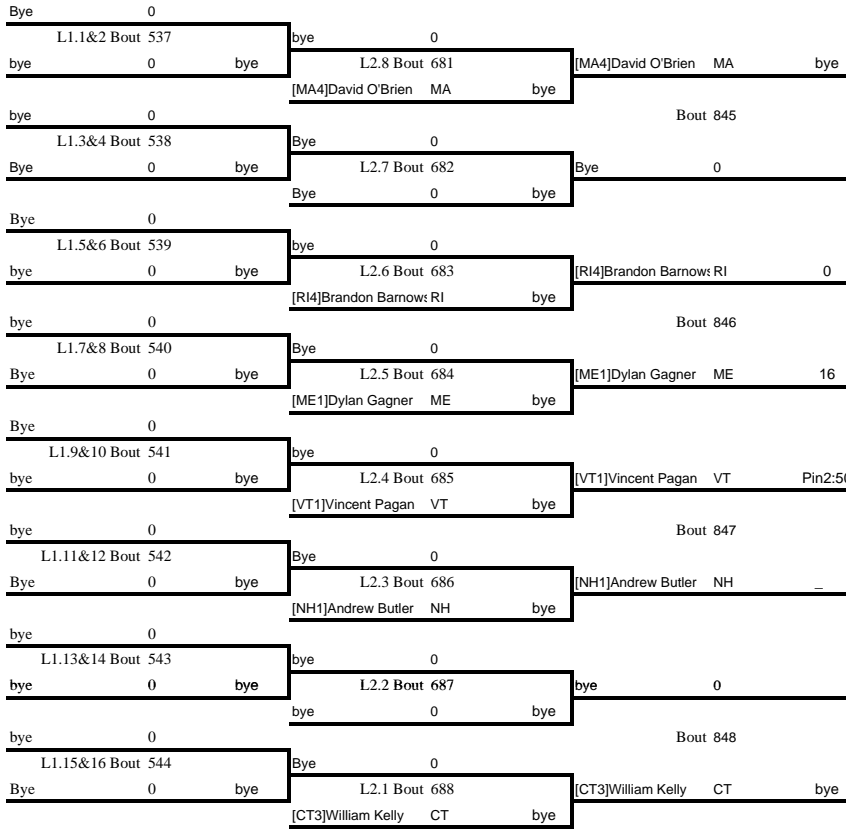 Bye 0
L1.1&2 Bout 537 bye 0
bye 0 bye L2.8 Bout 681 [MA4]David O'Brien MA bye
[MA4]David O'Brien MA bye
bye 0 Bout 845
L1.3&4 Bout 538 Bye 0
Bye 0 bye L2.7 Bout 682 Bye 0
Bye 0 bye
Bye 0
L1.5&6 Bout 539 bye 0
bye 0 bye L2.6 Bout 683 [RI4]Brandon Barnows RI 0
[RI4]Brandon Barnows RI bye
bye 0 Bout 846
L1.7&8 Bout 540 Bye 0
Bye 0 bye L2.5 Bout 684 [ME1]Dylan Gagner ME 16
[ME1]Dylan Gagner ME bye
Bye 0
L1.9&10 Bout 541 bye 0
bye 0 bye L2.4 Bout 685 [VT1]Vincent Pagan VT Pin2:50
[VT1]Vincent Pagan VT bye
bye 0 Bout 847
L1.11&12 Bout 542 Bye 0
Bye 0 bye L2.3 Bout 686 [NH1]Andrew Butler NH _
[NH1]Andrew Butler NH bye
bye 0
L1.13&14 Bout 543 bye 0
bye 0 bye L2.2 Bout 687 bye 0
bye 0 bye
bye 0 Bout 848
L1.15&16 Bout 544 Bye 0
Bye 0 bye L2.1 Bout 688 [CT3]William Kelly CT bye
[CT3]William Kelly CT bye